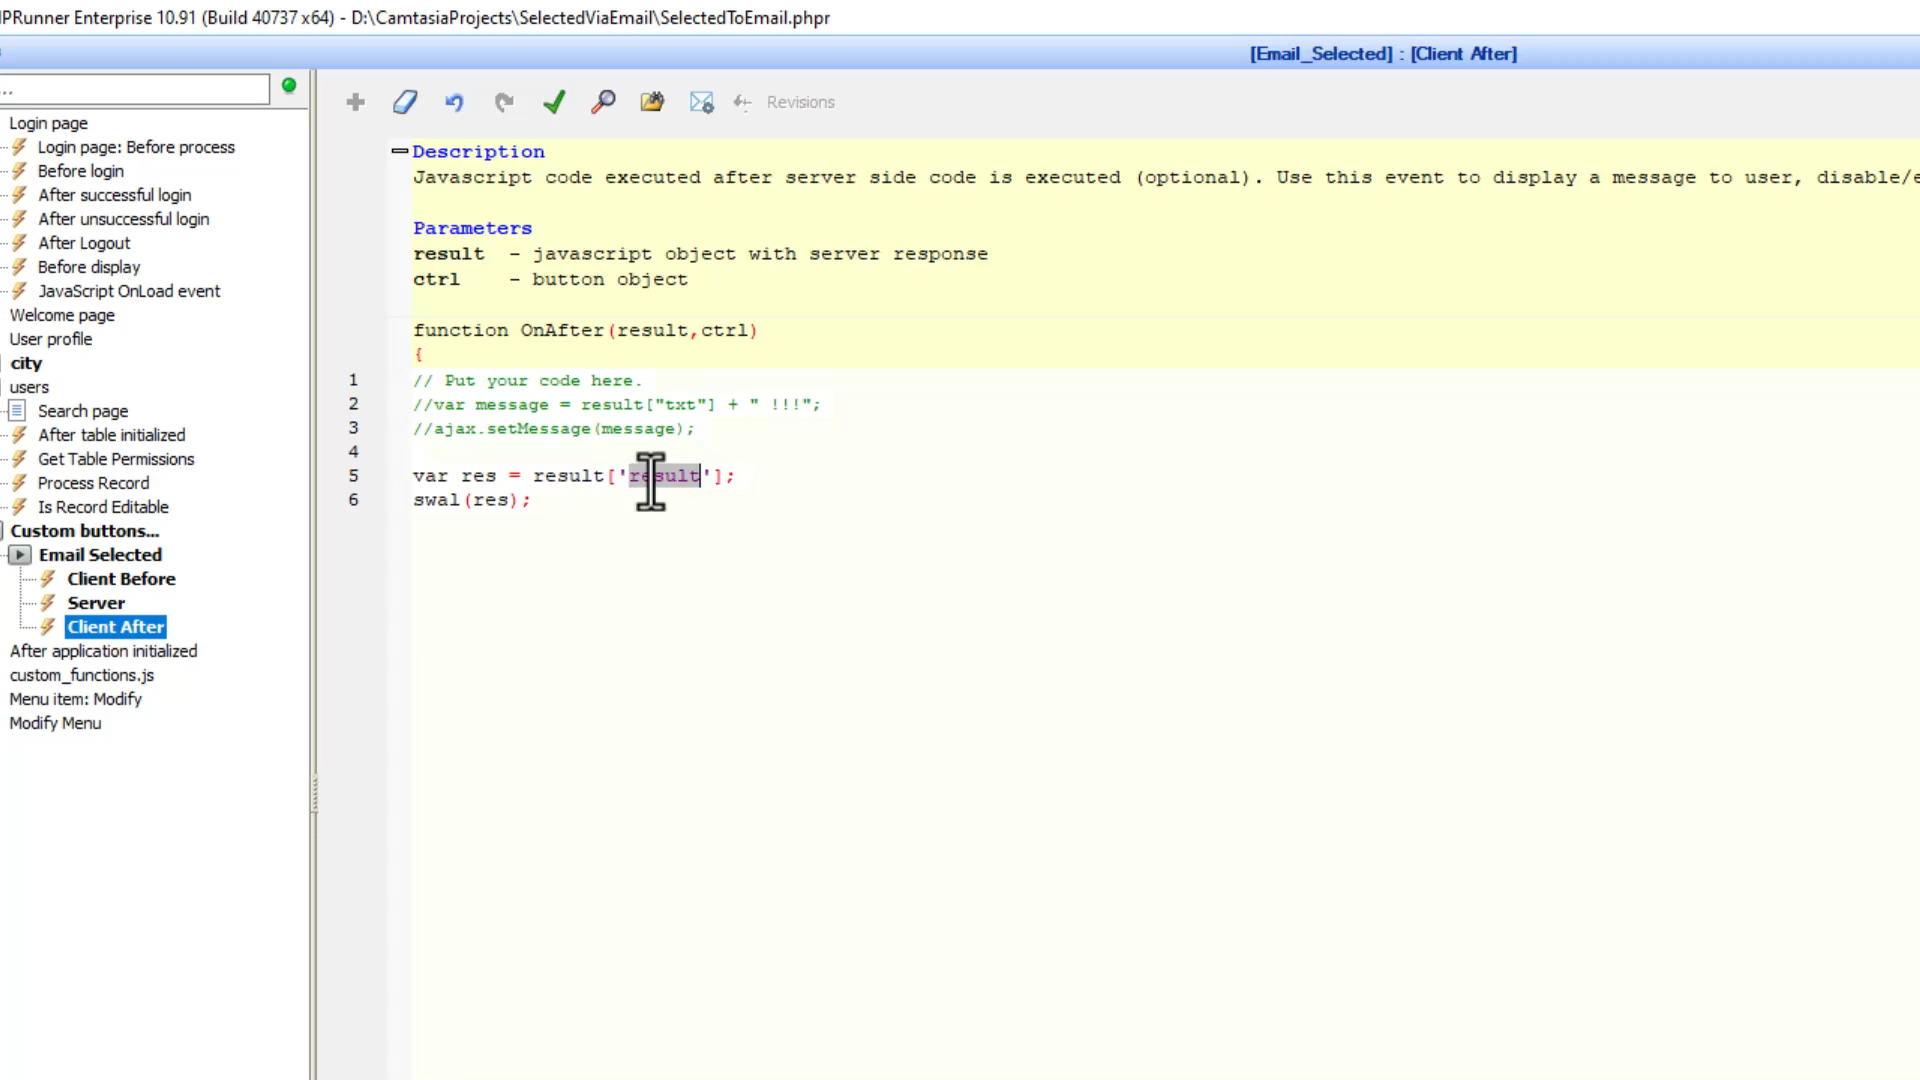 PRunner Enterprise 10.91 (Build 40737 x64) - D:\CamtasiaProjects\SelectedViaEmail\SelectedToEmail.phpr
[Email_Selected] : [Client After]
...
Revisions
Login page
Login page: Before process
Before login
After successful login
After unsuccessful login
After Logout
Before display
JavaScript OnLoad event
Welcome page
User profile
city
users
Search page
After table initialized
Get Table Permissions
Process Record
Is Record Editable
Custom buttons...
Email Selected
Client Before
Server
Client After
After application initialized
custom_functions.js
Menu item: Modify
Modify Menu
Description
Javascript code executed after server side code is executed (optional). Use this event to display a message to user, disable/e
Parameters
result - javascript object with server response
ctrl - button object
function OnAfter(result,ctrl)
{
1 // Put your code here.
2 //var message = result["txt"] + " !!!";
3 //ajax.setMessage(message);
4
5 var res = result['result'];
6 swal(res);